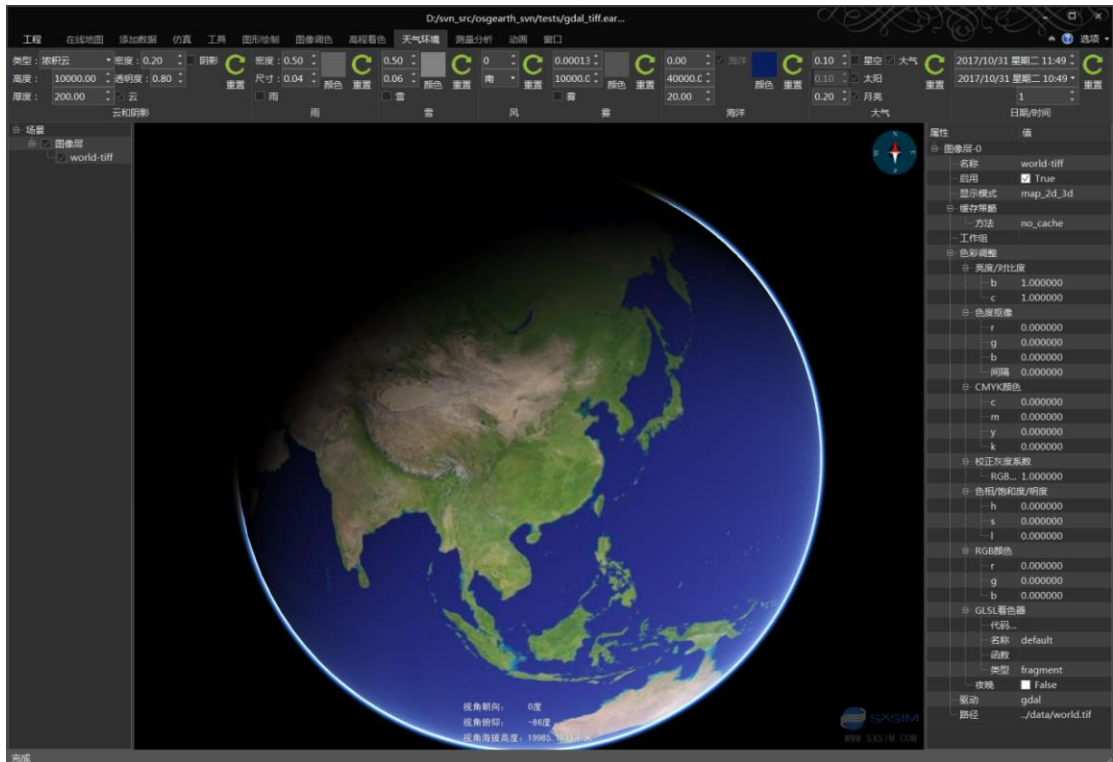 D:/svn_src/osgearth_svn/tests/gdal_tiff.ear...
工程 在线地图 添加数据 仿真 工具 图形绘制 图像调色 高程着色 天气环境 测量分析 动画 窗口 选项
类型：浓积云 密度：0.20 阴影 密度：0.50 0.50 0 0.00013 0.00 海洋 0.10 星空 大气 2017/10/31 星期二 11:49
高度：10000.00 透明度：0.80 重置 尺寸：0.04 颜色 重置 0.06 颜色 重置 南 重置 10000.0 颜色 重置 40000.0 颜色 重置 0.10 太阳 重置 2017/10/31 星期二 10:49 重置
厚度：200.00 云 雨 雪 雾 20.00 0.20 月亮 1
云和阴影 雨 雪 风 雾 海洋 大气 日期/时间
场景
图像层
world-tiff
属性 值
图像层-0
名称 world-tiff
启用 True
显示模式 map_2d_3d
缓存策略
方法 no_cache
工作组
色彩调整
亮度/对比度
b 1.000000
c 1.000000
色度抠像
r 0.000000
g 0.000000
b 0.000000
间隔 0.000000
CMYK颜色
c 0.000000
m 0.000000
y 0.000000
k 0.000000
校正灰度系数
RGB... 1.000000
色相/饱和度/明度
h 0.000000
s 0.000000
l 0.000000
RGB颜色
r 0.000000
g 0.000000
b 0.000000
GLSL着色器
代码...
名称 default
函数
类型 fragment
夜晚 False
驱动 gdal
路径 ../data/world.tif
视角朝向： 0度
视角俯仰： -86度
视角海拔高度：19985.
SXSIM
WWW.SXSIM.COM
完成